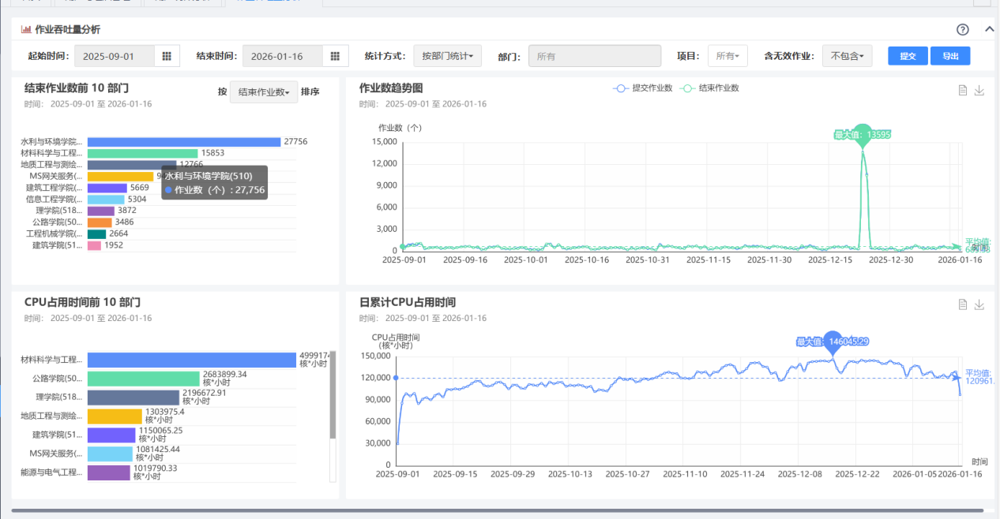 作业吞吐量分析
起始时间： 2025-09-01 结束时间： 2026-01-16 统计方式： 按部门统计 部门： 所有 项目： 所有 含无效作业： 不包含 提交 导出
结束作业数前 10 部门
时间： 2025-09-01 至 2026-01-16
按 结束作业数 排序
水利与环境学院... 27756
材料科学与工程... 15853
地质工程与测绘... 12766
MS网关服务(...
建筑工程学院(... 5669
信息工程学院(... 5304
理学院(518... 3872
公路学院(50... 3486
工程机械学院(... 2664
建筑学院(51... 1952
水利与环境学院(510)
作业数（个）: 27,756
作业数趋势图
时间： 2025-09-01 至 2026-01-16
提交作业数 结束作业数
作业数（个）
15,000
12,000
9,000
6,000
3,000
0
最大值： 13595
平均值:
时间
2025-09-01 2025-09-16 2025-10-01 2025-10-16 2025-10-31 2025-11-15 2025-11-30 2025-12-15 2025-12-30 2026-01-16
CPU占用时间前 10 部门
时间： 2025-09-01 至 2026-01-16
材料科学与工程... 4999174
核*小时
公路学院(50... 2683899.34
核*小时
理学院(518... 2196672.91
核*小时
地质工程与测绘... 1303975.4
核*小时
建筑学院(51... 1150065.25
核*小时
MS网关服务(... 1081425.44
核*小时
能源与电气工程... 1019790.33
核*小时
日累计CPU占用时间
时间： 2025-09-01 至 2026-01-16
CPU占用时间
(核*小时)
150,000
120,000
90,000
60,000
30,000
0
最大值： 146045.29
平均值:
120961.
时间
2025-09-01 2025-09-15 2025-09-29 2025-10-13 2025-10-27 2025-11-10 2025-11-24 2025-12-08 2025-12-22 2026-01-05 2026-01-16